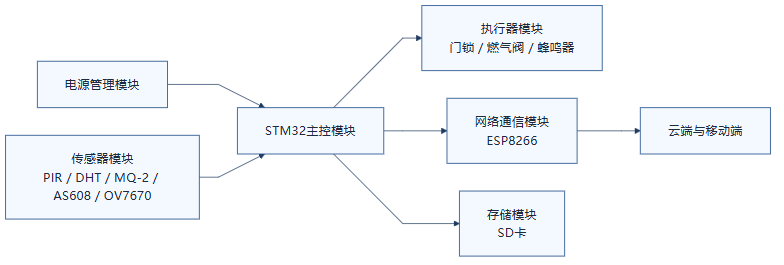 执行器模块
门锁 / 燃气阀 / 蜂鸣器
电源管理模块
STM32主控模块
网络通信模块
ESP8266
云端与移动端
传感器模块
PIR / DHT / MQ-2 /
AS608 / OV7670
存储模块
SD卡